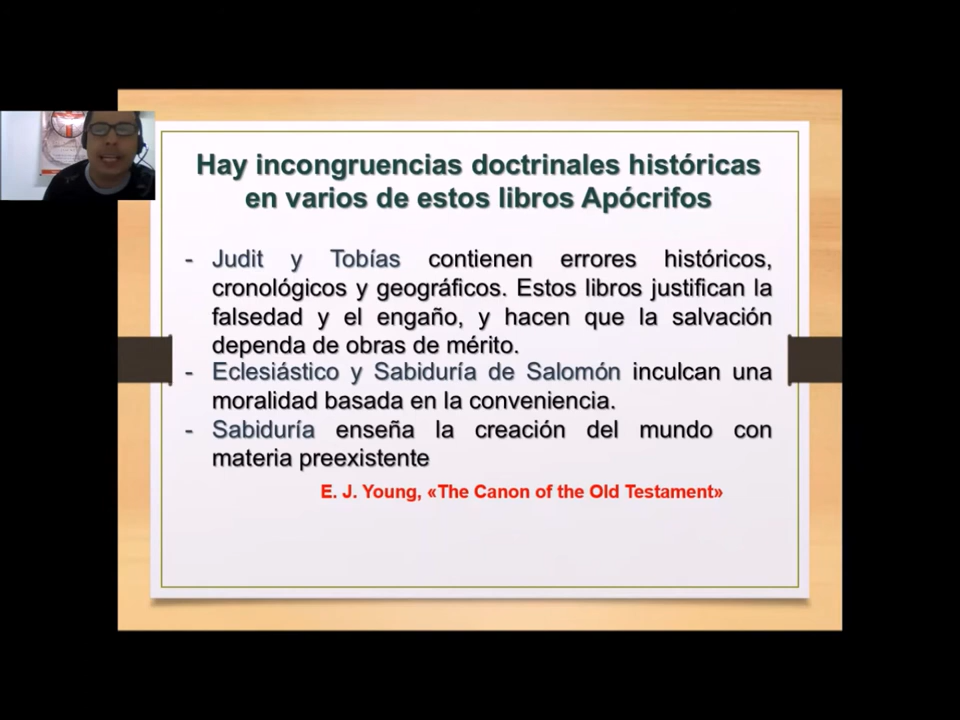 Hay incongruencias doctrinales históricas
en varios de estos libros Apócrifos
- Judit y Tobías contienen errores históricos,
cronológicos y geográficos. Estos libros justifican la
falsedad y el engaño, y hacen que la salvación
dependa de obras de mérito.
- Eclesiástico y Sabiduría de Salomón inculcan una
moralidad basada en la conveniencia.
- Sabiduría enseña la creación del mundo con
materia preexistente
E. J. Young, «The Canon of the Old Testament»